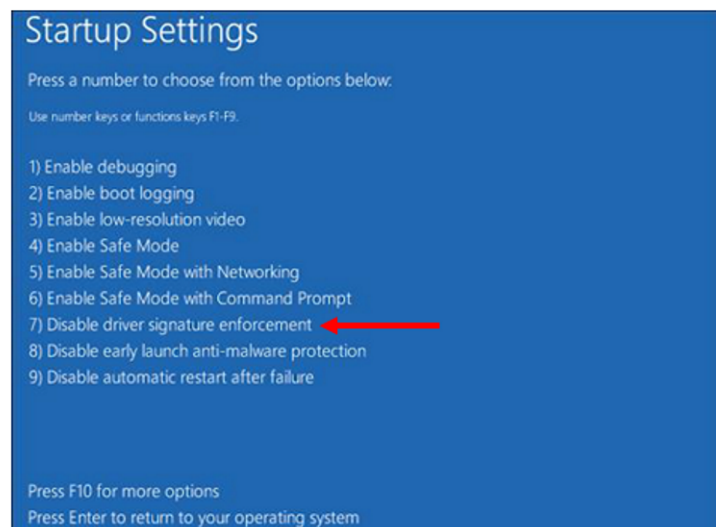 Startup Settings
Press a number to choose from the options below:
Use number keys or functions keys F1-F9.
1) Enable debugging
2) Enable boot logging
3) Enable low-resolution video
4) Enable Safe Mode
5) Enable Safe Mode with Networking
6) Enable Safe Mode with Command Prompt
7) Disable driver signature enforcement
8) Disable early launch anti-malware protection
9) Disable automatic restart after failure
Press F10 for more options
Press Enter to return to your operating system